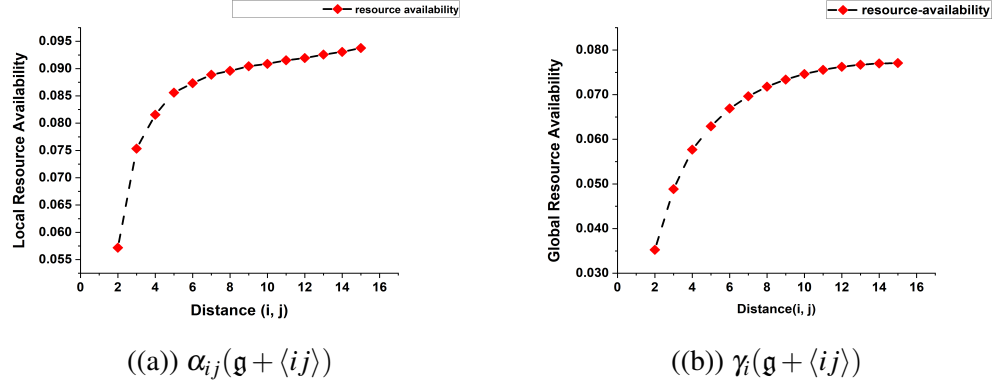 resource availability
Local Resource Availability
0.095
0.090
0.085
0.080
0.075
0.070
0.065
0.060
0.055
0 2 4 6 8 10 12 14 16
Distance (i, j)
((a)) α_{ij}(𝔤 + ⟨ij⟩)
resource-availability
Global Resource Availability
0.080
0.070
0.060
0.050
0.040
0.030
0 2 4 6 8 10 12 14 16
Distance(i, j)
((b)) γ_i(𝔤 + ⟨ij⟩)